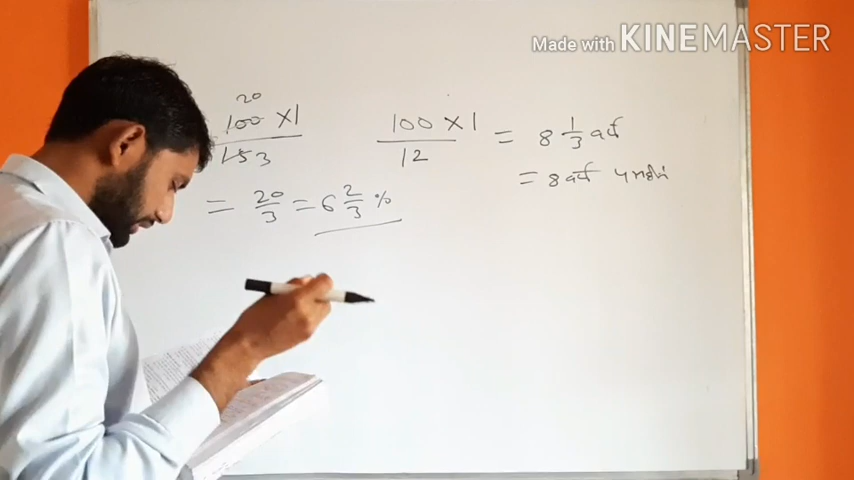 Made with KINEMASTER
20
100 × 1
15 3
= 20/3 = 6 2/3 %
100 × 1 / 12 = 8 1/3 वर्ष
= 8 वर्ष 4 महीने